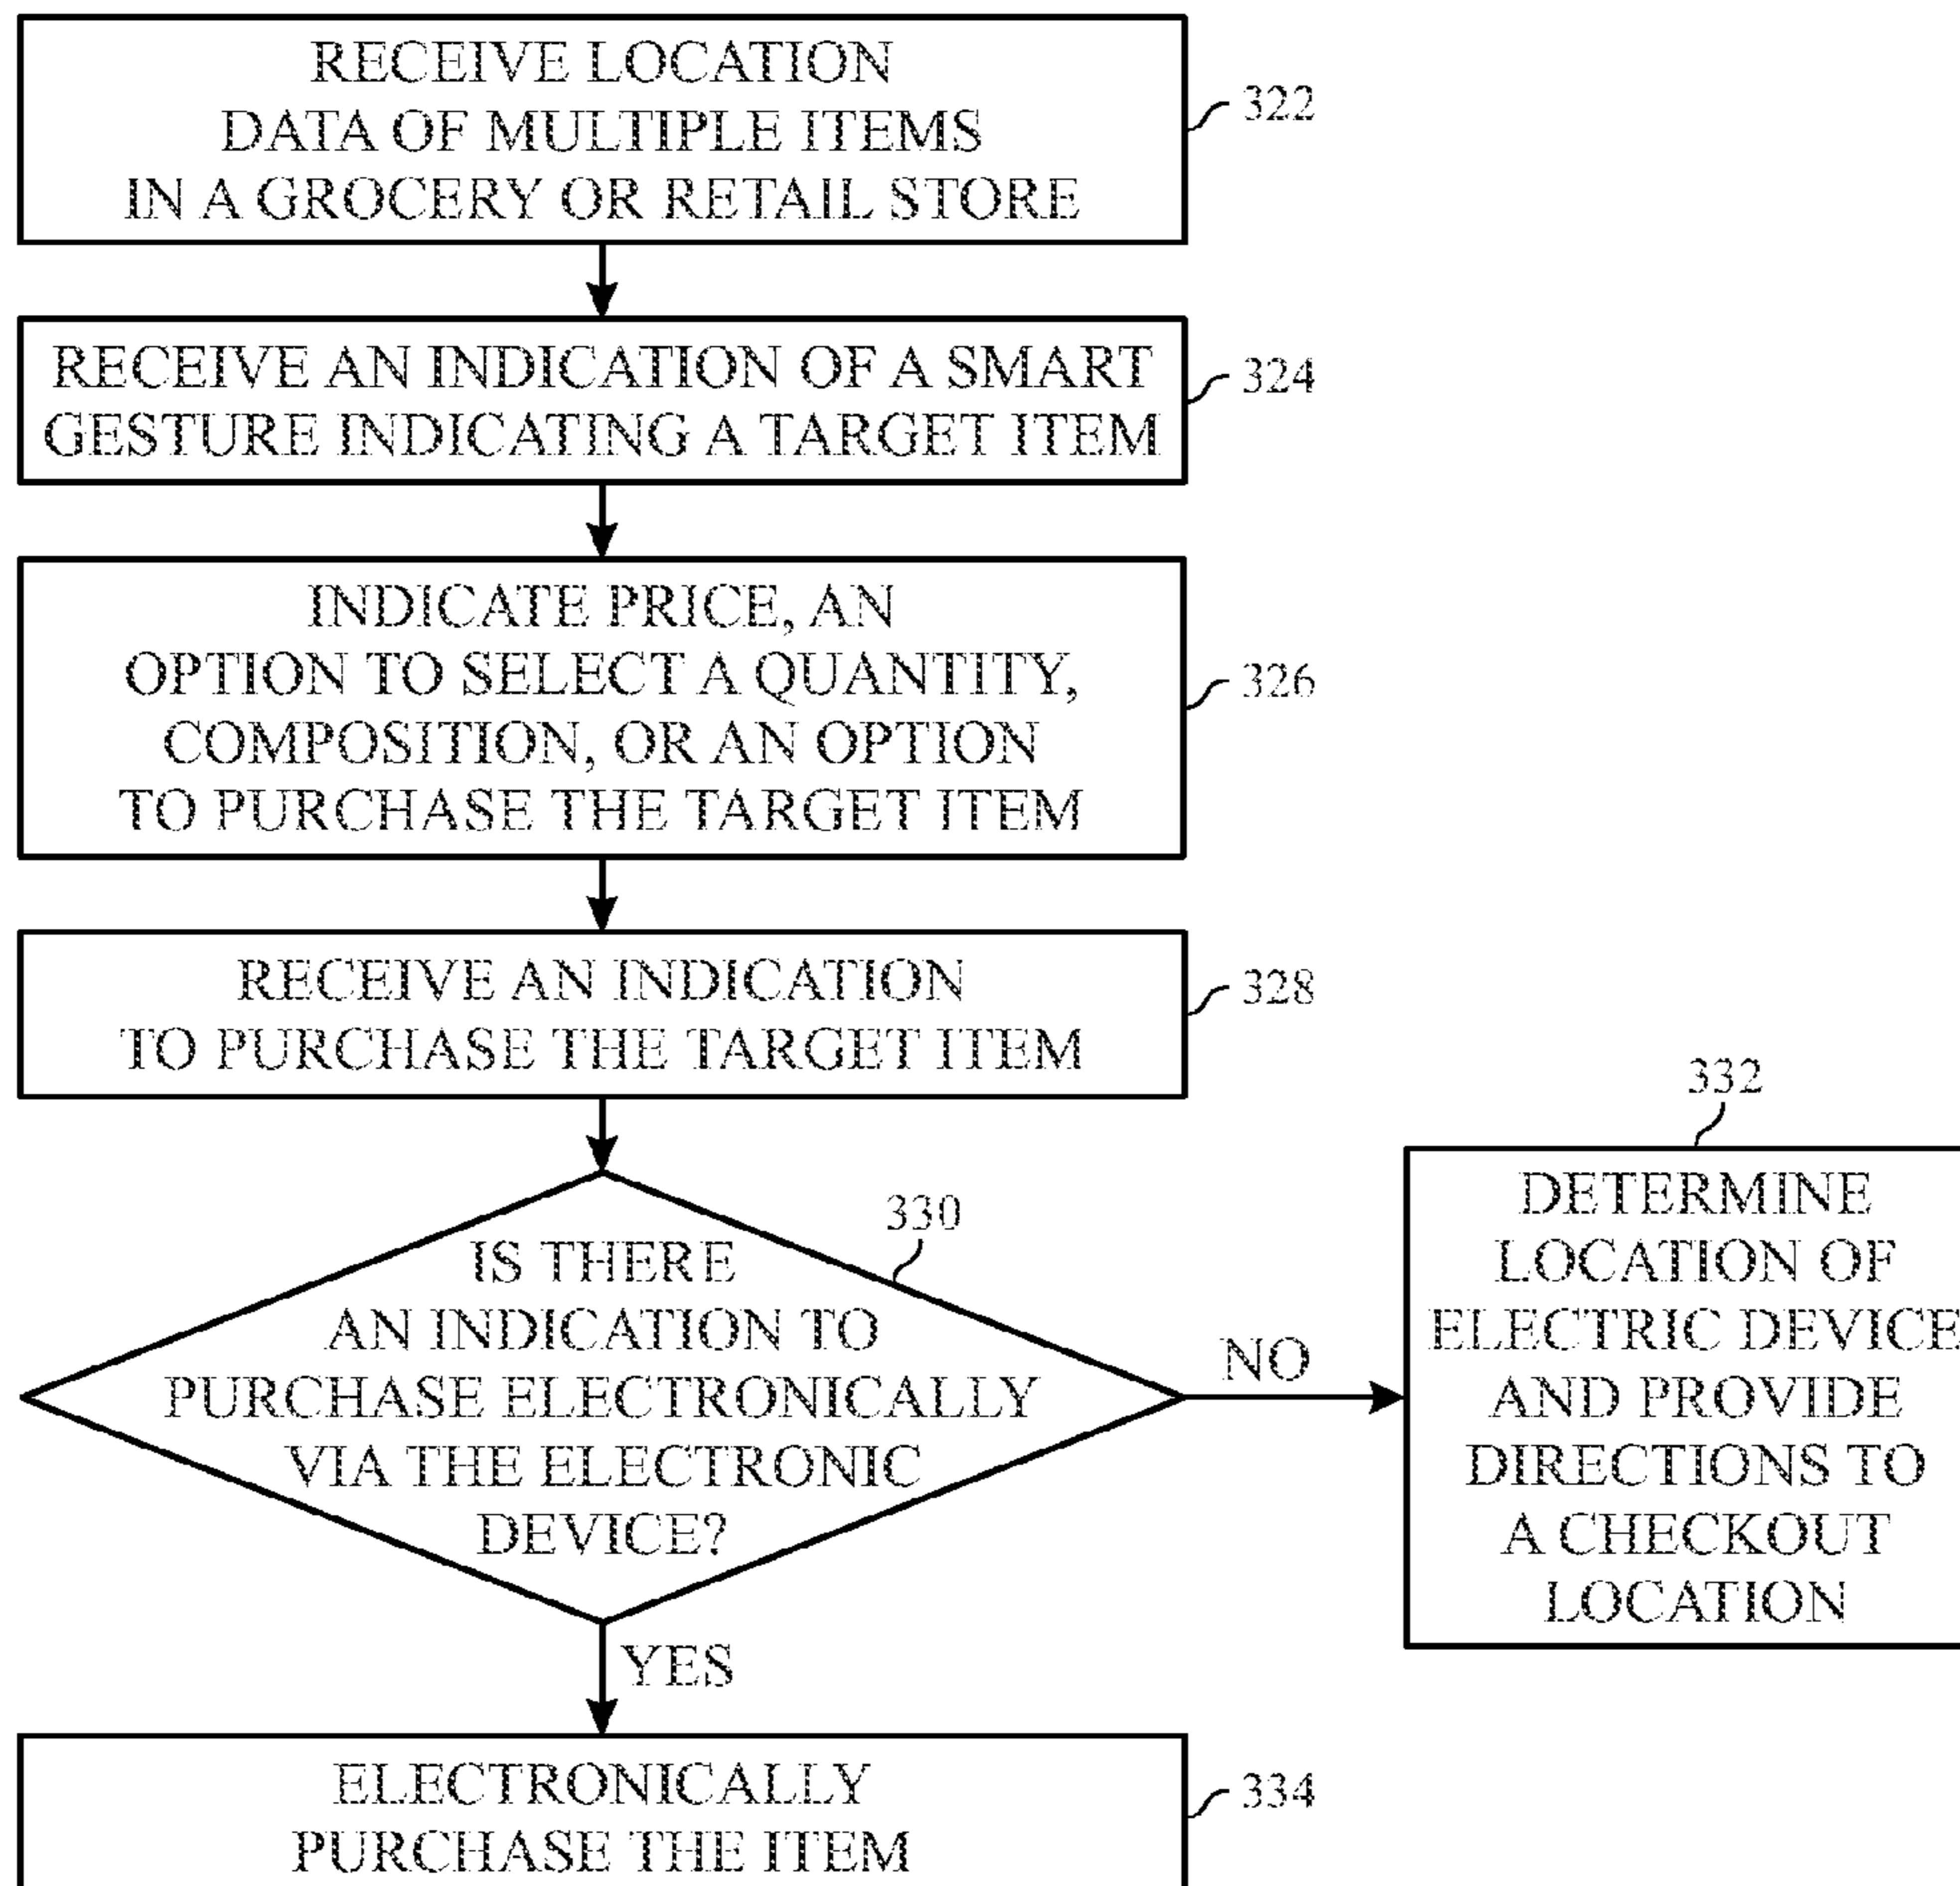 RECEIVE LOCATION
DATA OF MULTIPLE ITEMS
IN A GROCERY OR RETAIL STORE
322
RECEIVE AN INDICATION OF A SMART
GESTURE INDICATING A TARGET ITEM
324
INDICATE PRICE, AN
OPTION TO SELECT A QUANTITY,
COMPOSITION, OR AN OPTION
TO PURCHASE THE TARGET ITEM
326
RECEIVE AN INDICATION
TO PURCHASE THE TARGET ITEM
328
IS THERE
AN INDICATION TO
PURCHASE ELECTRONICALLY
VIA THE ELECTRONIC
DEVICE?
330
NO
332
DETERMINE
LOCATION OF
ELECTRIC DEVICE
AND PROVIDE
DIRECTIONS TO
A CHECKOUT
LOCATION
YES
ELECTRONICALLY
PURCHASE THE ITEM
334